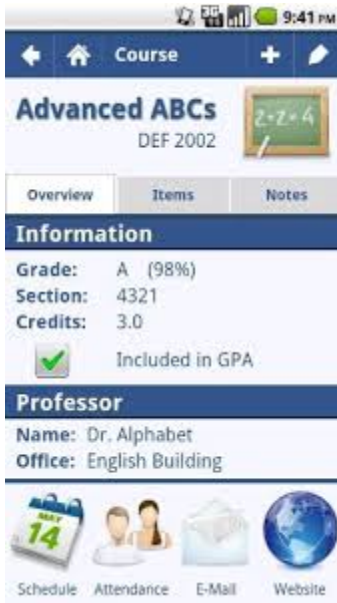 9:41 PM
Course
Advanced ABCs
DEF 2002
2+2=4
Overview Items Notes
Information
Grade: A (98%)
Section: 4321
Credits: 3.0
Included in GPA
Professor
Name: Dr. Alphabet
Office: English Building
MAY
14
Schedule Attendance E-Mail Website